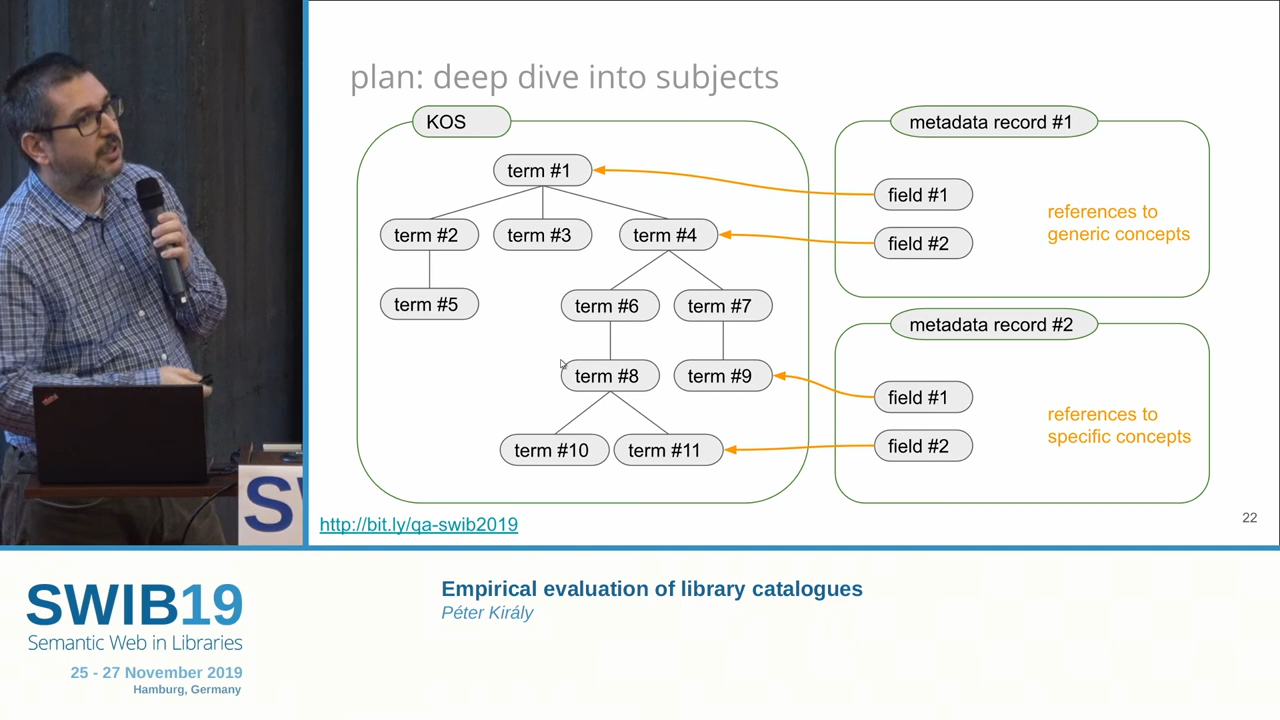 plan: deep dive into subjects
KOS
term #1
term #2
term #3
term #4
term #5
term #6
term #7
term #8
term #9
term #10
term #11
metadata record #1
field #1
field #2
references to
generic concepts
metadata record #2
field #1
field #2
references to
specific concepts
http://bit.ly/qa-swib2019
22
SWIB19
Semantic Web in Libraries
25 - 27 November 2019
Hamburg, Germany
Empirical evaluation of library catalogues
Péter Király